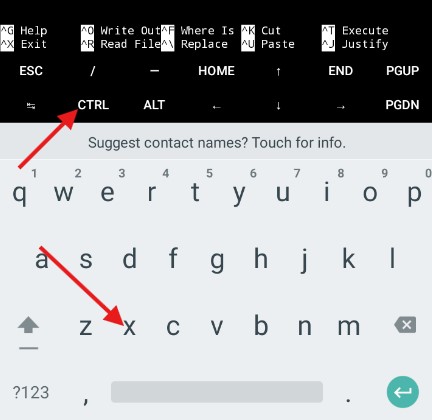 ^G Help ^O Write Out^F Where Is ^K Cut ^T Execute
^X Exit ^R Read File^\ Replace ^U Paste ^J Justify
ESC / — HOME ↑ END PGUP
↹ CTRL ALT ← ↓ → PGDN
Suggest contact names? Touch for info.
1 2 3 4 5 6 7 8 9 0
q w e r t y u i o p
a s d f g h j k l
z x c v b n m
?123 , .